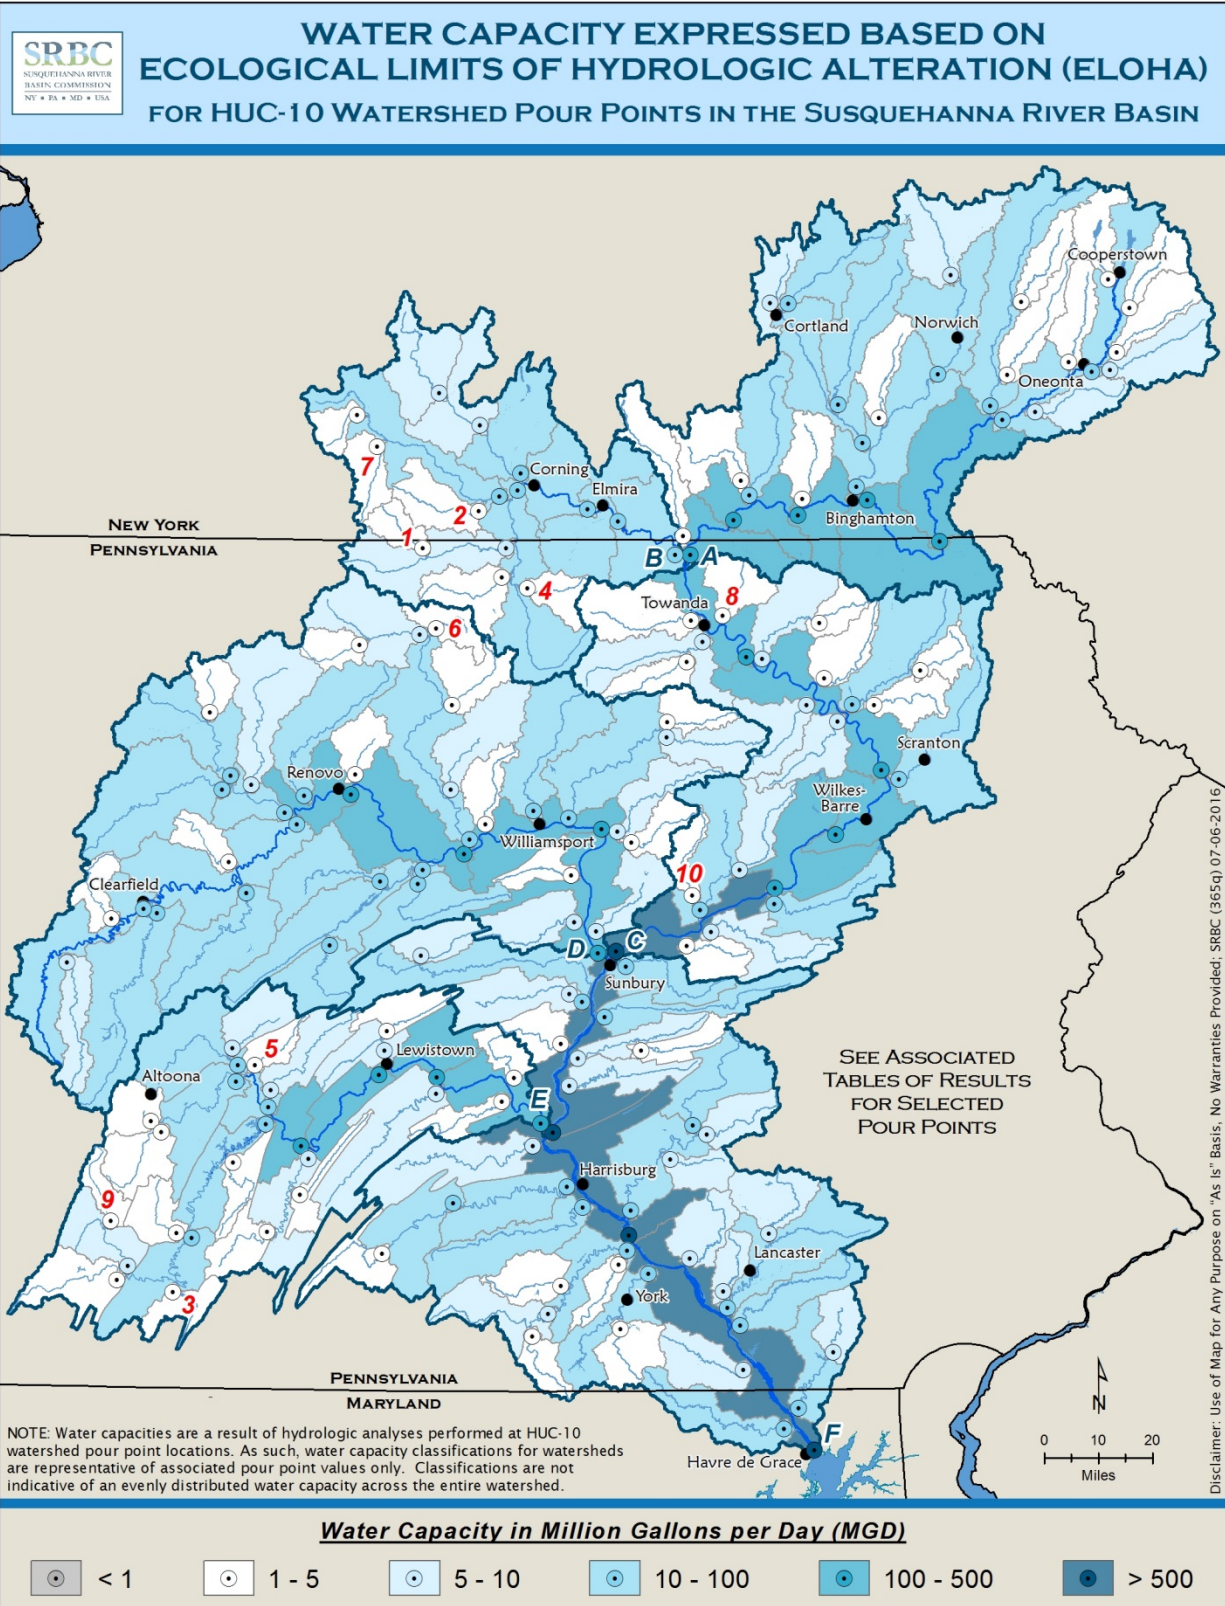 SRBC
SUSQUEHANNA RIVER
BASIN COMMISSION
NY • PA • MD • USA
WATER CAPACITY EXPRESSED BASED ON
ECOLOGICAL LIMITS OF HYDROLOGIC ALTERATION (ELOHA)
FOR HUC-10 WATERSHED POUR POINTS IN THE SUSQUEHANNA RIVER BASIN
Cooperstown
Cortland
Norwich
Oneonta
7
Corning
Elmira
2
Binghamton
NEW YORK
1
PENNSYLVANIA
B
A
4
Towanda
8
6
Scranton
Renovo
Wilkes-
Barre
Williamsport
10
Clearfield
D
C
Sunbury
5
Lewistown
Altoona
E
SEE ASSOCIATED
TABLES OF RESULTS
FOR SELECTED
POUR POINTS
Harrisburg
9
Lancaster
3
York
PENNSYLVANIA
MARYLAND
N
F
Havre de Grace
0 10 20
Miles
NOTE: Water capacities are a result of hydrologic analyses performed at HUC-10
watershed pour point locations. As such, water capacity classifications for watersheds
are representative of associated pour point values only. Classifications are not
indicative of an evenly distributed water capacity across the entire watershed.
Disclaimer: Use of Map for Any Purpose on "As Is" Basis, No Warranties Provided; SRBC (365q) 07-06-2016
Water Capacity in Million Gallons per Day (MGD)
< 1 1 - 5 5 - 10 10 - 100 100 - 500 > 500